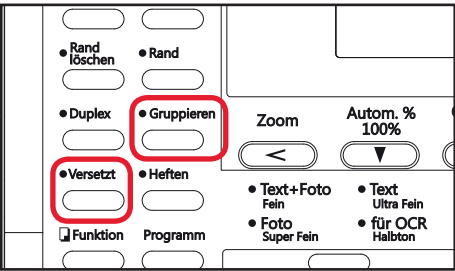 Rand
löschen
Rand
Duplex
Gruppieren
Zoom
Autom. %
100%
Versetzt
Heften
Text+Foto
Fein
Text
Ultra Fein
Foto
Super Fein
für OCR
Halbton
Funktion
Programm